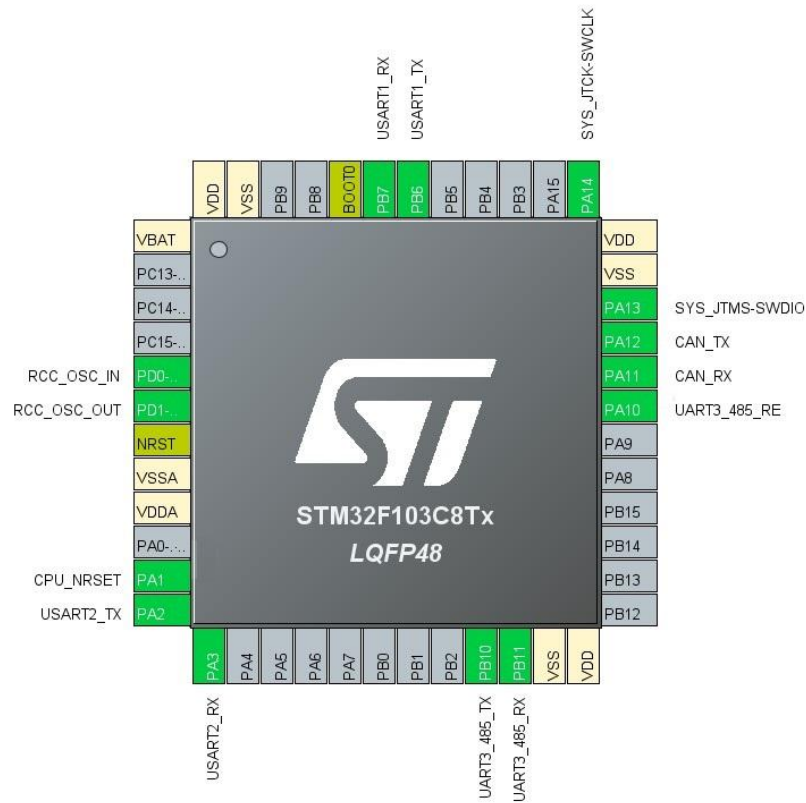 USART1_RX
USART1_TX
SYS_JTCK-SWCLK
VDD
VSS
PB9
PB8
BOOT0
PB7
PB6
PB5
PB4
PB3
PA15
PA14
VBAT
PC13-..
PC14-..
PC15-..
RCC_OSC_IN PD0-..
RCC_OSC_OUT PD1-..
NRST
VSSA
VDDA
PA0-...
CPU_NRSET PA1
USART2_TX PA2
VDD
VSS
PA13 SYS_JTMS-SWDIO
PA12 CAN_TX
PA11 CAN_RX
PA10 UART3_485_RE
PA9
PA8
PB15
PB14
PB13
PB12
ST
STM32F103C8Tx
LQFP48
PA3
PA4
PA5
PA6
PA7
PB0
PB1
PB2
PB10
PB11
VSS
VDD
USART2_RX
UART3_485_TX
UART3_485_RX